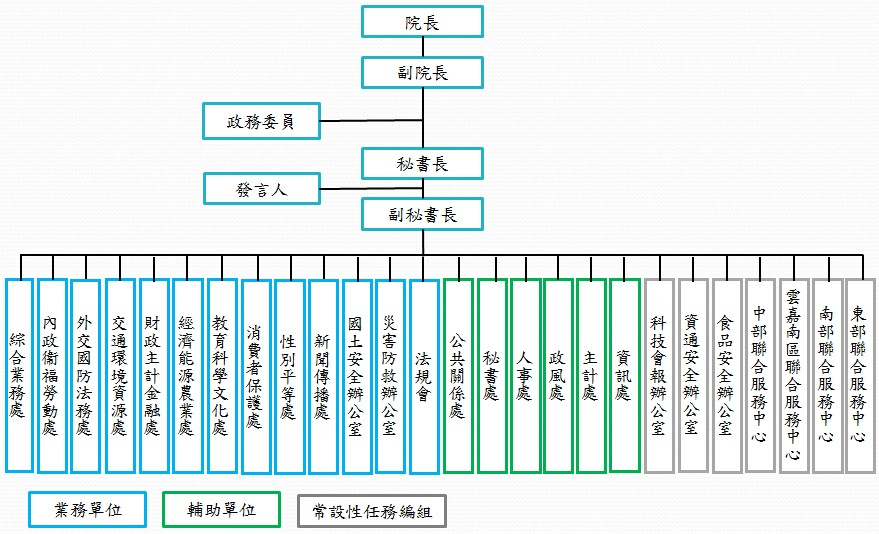 院長
副院長
政務委員
秘書長
發言人
副秘書長
綜合業務處
內政衛福勞動處
外交國防法務處
交通環境資源處
財政主計金融處
經濟能源農業處
教育科學文化處
消費者保護處
性別平等處
新聞傳播處
國土安全辦公室
災害防救辦公室
法規會
公共關係處
秘書處
人事處
政風處
主計處
資訊處
科技會報辦公室
資通安全辦公室
食品安全辦公室
中部聯合服務中心
雲嘉南區聯合服務中心
南部聯合服務中心
東部聯合服務中心
業務單位
輔助單位
常設性任務編組